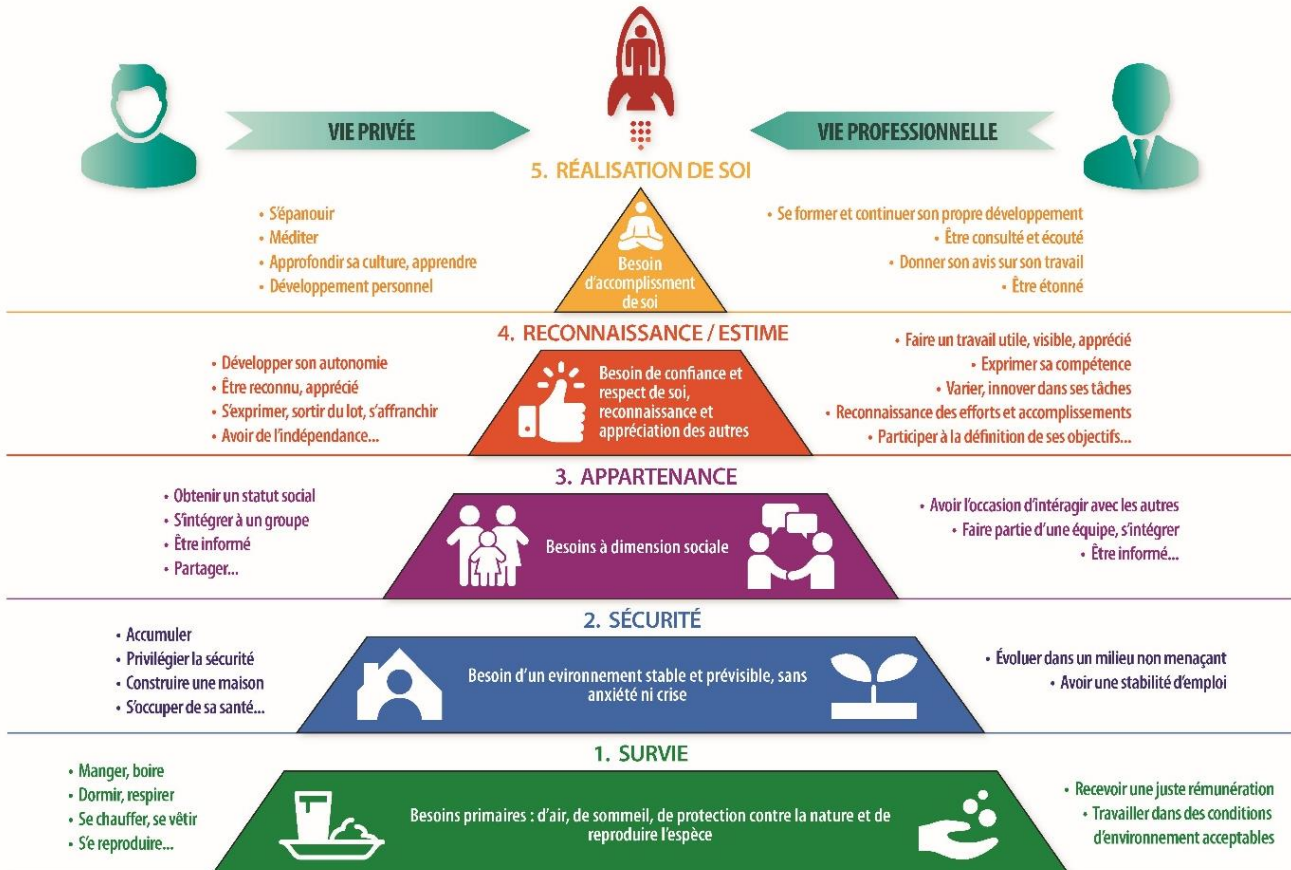 VIE PRIVÉE
VIE PROFESSIONNELLE
5. RÉALISATION DE SOI
• S'épanouir
• Méditer
• Approfondir sa culture, apprendre
• Développement personnel
Besoin
d'accomplissment
de soi
• Se former et continuer son propre développement
• Être consulté et écouté
• Donner son avis sur son travail
• Être étonné
4. RECONNAISSANCE / ESTIME
• Développer son autonomie
• Être reconnu, apprécié
• S'exprimer, sortir du lot, s'affranchir
• Avoir de l'indépendance...
Besoin de confiance et
respect de soi,
reconnaissance et
appréciation des autres
• Faire un travail utile, visible, apprécié
• Exprimer sa compétence
• Varier, innover dans ses tâches
• Reconnaissance des efforts et accomplissements
• Participer à la définition de ses objectifs...
3. APPARTENANCE
• Obtenir un statut social
• S'intégrer à un groupe
• Être informé
• Partager...
Besoins à dimension sociale
• Avoir l'occasion d'intéragir avec les autres
• Faire partie d'une équipe, s'intégrer
• Être informé...
2. SÉCURITÉ
• Accumuler
• Privilégier la sécurité
• Construire une maison
• S'occuper de sa santé...
Besoin d'un evironnement stable et prévisible, sans
anxiété ni crise
• Évoluer dans un milieu non menaçant
• Avoir une stabilité d'emploi
1. SURVIE
• Manger, boire
• Dormir, respirer
• Se chauffer, se vêtir
• S'e reproduire...
Besoins primaires : d'air, de sommeil, de protection contre la nature et de
reproduire l'espèce
• Recevoir une juste rémunération
• Travailler dans des conditions
d'environnement acceptables